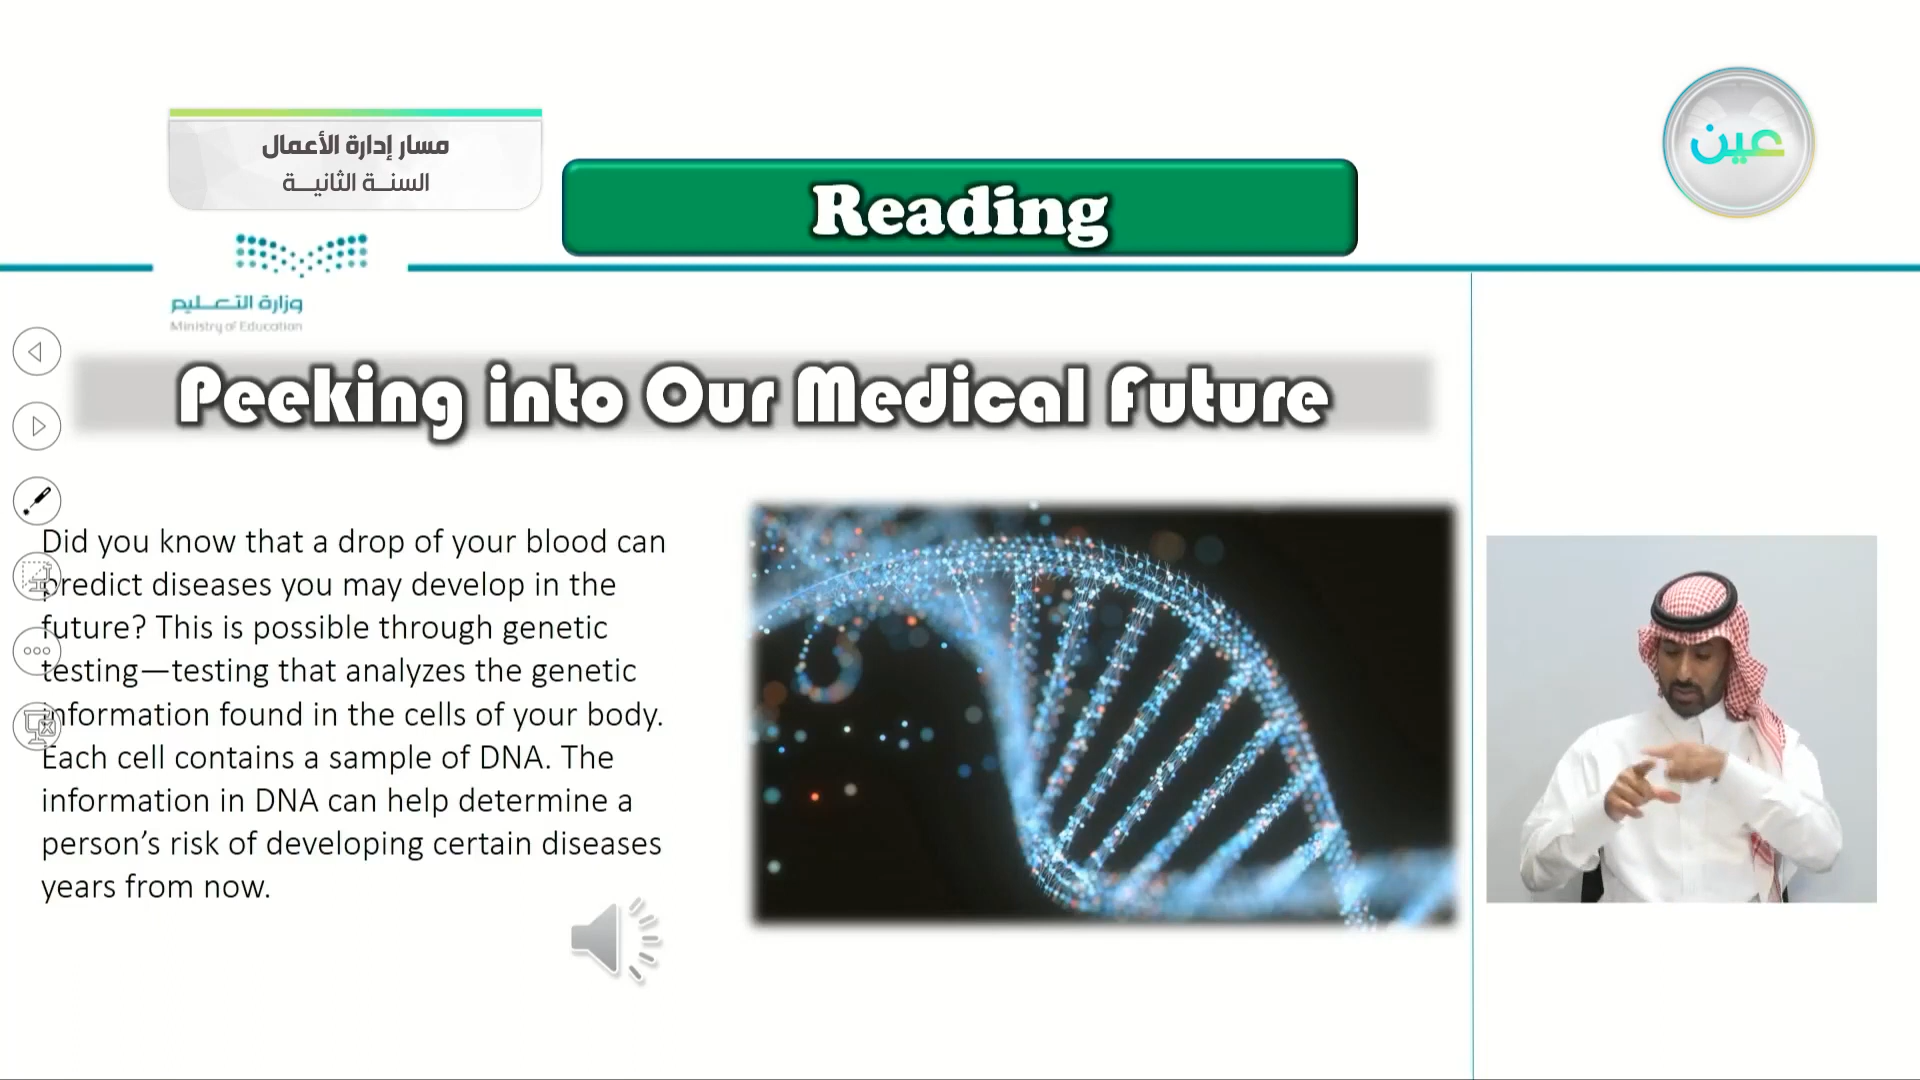 مسار إدارة الأعمال
السنة الثانية
عين
Reading
وزارة التعليم
Ministry of Education
Peeking into Our Medical Future
Did you know that a drop of your blood can
predict diseases you may develop in the
future? This is possible through genetic
testing—testing that analyzes the genetic
information found in the cells of your body.
Each cell contains a sample of DNA. The
information in DNA can help determine a
person’s risk of developing certain diseases
years from now.